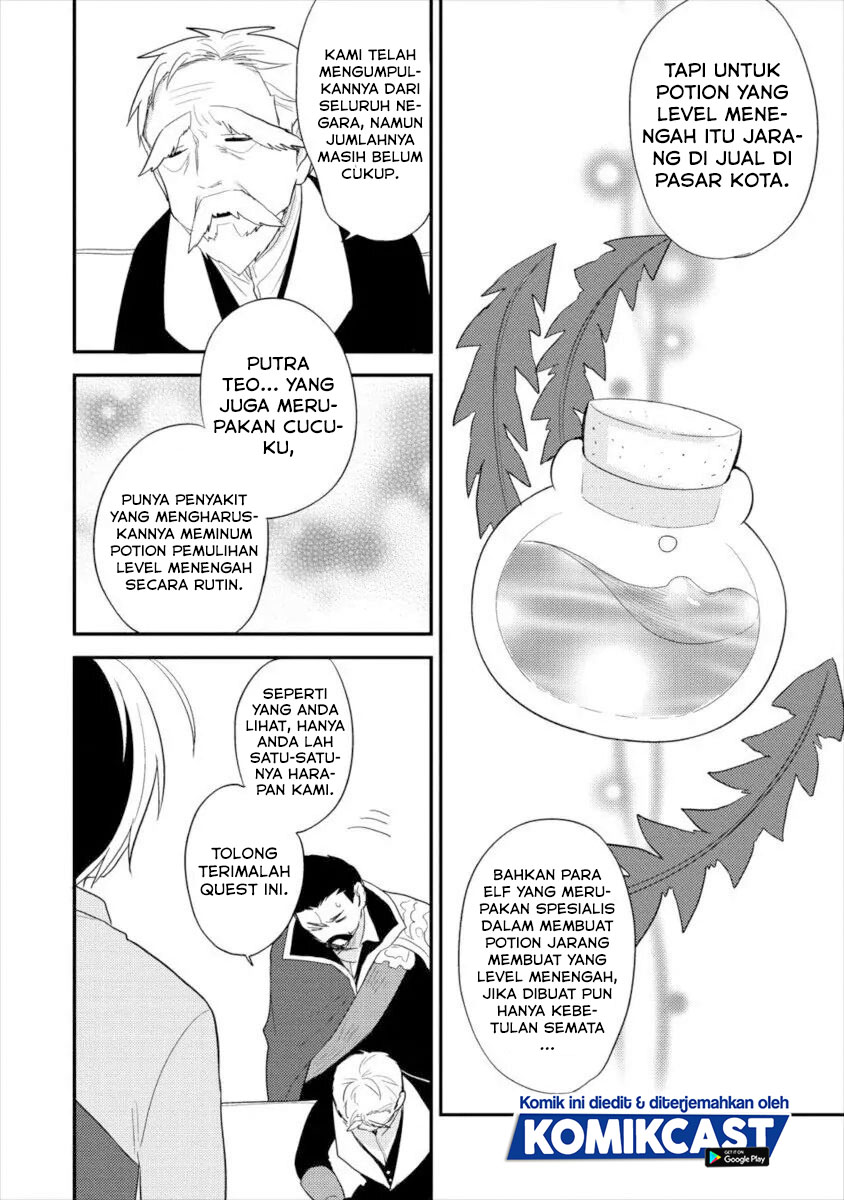 TAPI UNTUK
POTION YANG
LEVEL MENE-
NGAH ITU JARA-
NG DI JUAL DI
PASAR KOTA.
BAHKAN PARA
ELF YANG MERU-
PAKAN SPESIALIS
DALAM MEMBUAT
POTION JARANG
MEMBUAT YANG
LEVEL MENENGAH,
JIKA DIBUAT PUN
HANYA KEBE-
TULAN SEMATA
...
KAMI TELAH
MENGUMPUL-
KANNYA DARI
SELURUH NE-
GARA, NAMUN
JUMLAHNYA
MASIH BELUM
CUKUP.
PUTRA
TEO... YANG
JUGA MERU-
PAKAN CUCU-
KU,
PUNYA PENYAKIT
YANG MENGHARUS-
KANNYA MEMINUM
POTION PEMULIHAN
LEVEL MENENGAH
SECARA RUTIN.
SEPERTI
YANG ANDA
LIHAT, HANYA
ANDA LAH
SATU-SATU-
NYA HARA-
PAN KAMI.
TOLONG
TERIMALAH
QUEST INI.
Komik ini diedit & diterjemahkan oleh
KOMIKCAST
GET IT ON
Google Play